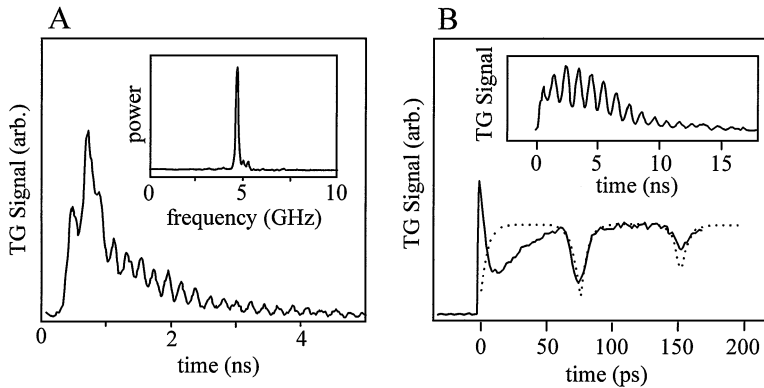 A
TG Signal (arb.)
power
0
5
10
frequency (GHz)
0
2
4
time (ns)
B
TG Signal (arb.)
TG Signal
0
5
10
15
time (ns)
0
50
100
150
200
time (ps)